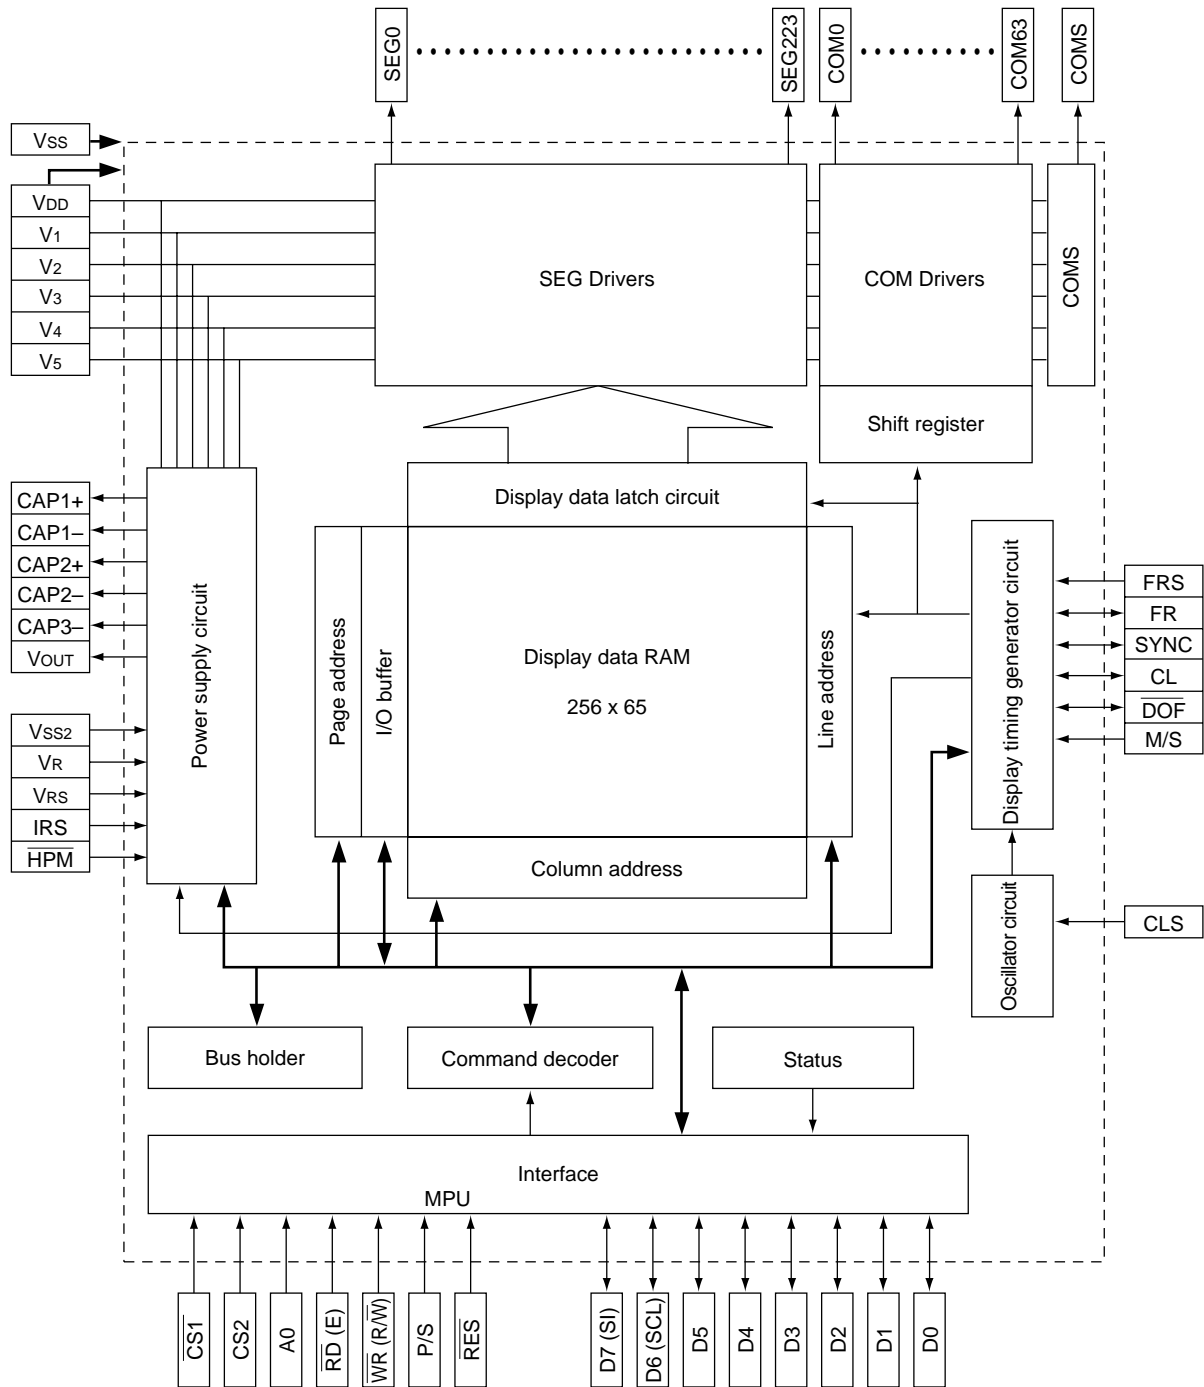 SEG0
SEG223
COM0
COM63
COMS
VSS
VDD
V1
V2
V3
V4
V5
SEG Drivers
COM Drivers
COMS
Shift register
Display data latch circuit
CAP1+
CAP1–
CAP2+
CAP2–
CAP3–
VOUT
VSS2
VR
VRS
IRS
HPM
Power supply circuit
Page address
I/O buffer
Display data RAM
256 x 65
Line address
Column address
Display timing generator circuit
FRS
FR
SYNC
CL
DOF
M/S
Oscillator circuit
CLS
Bus holder
Command decoder
Status
Interface
MPU
CS1
CS2
A0
RD (E)
WR (R/W)
P/S
RES
D7 (SI)
D6 (SCL)
D5
D4
D3
D2
D1
D0